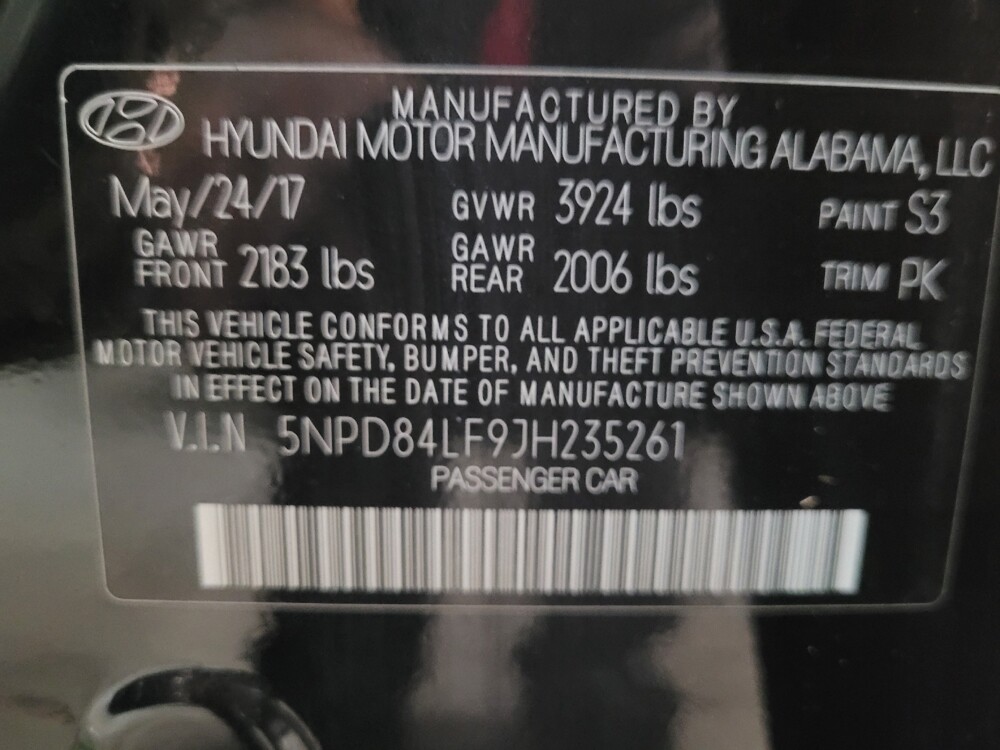 MANUFACTURED BY
HYUNDAI MOTOR MANUFACTURING ALABAMA, LLC
May/24/17 GVWR 3924 lbs PAINT S3
GAWR FRONT 2183 lbs GAWR REAR 2006 lbs TRIM PK
THIS VEHICLE CONFORMS TO ALL APPLICABLE U.S.A. FEDERAL
MOTOR VEHICLE SAFETY, BUMPER, AND THEFT PREVENTION STANDARDS
IN EFFECT ON THE DATE OF MANUFACTURE SHOWN ABOVE
V.I.N 5NPD84LF9JH235261
PASSENGER CAR